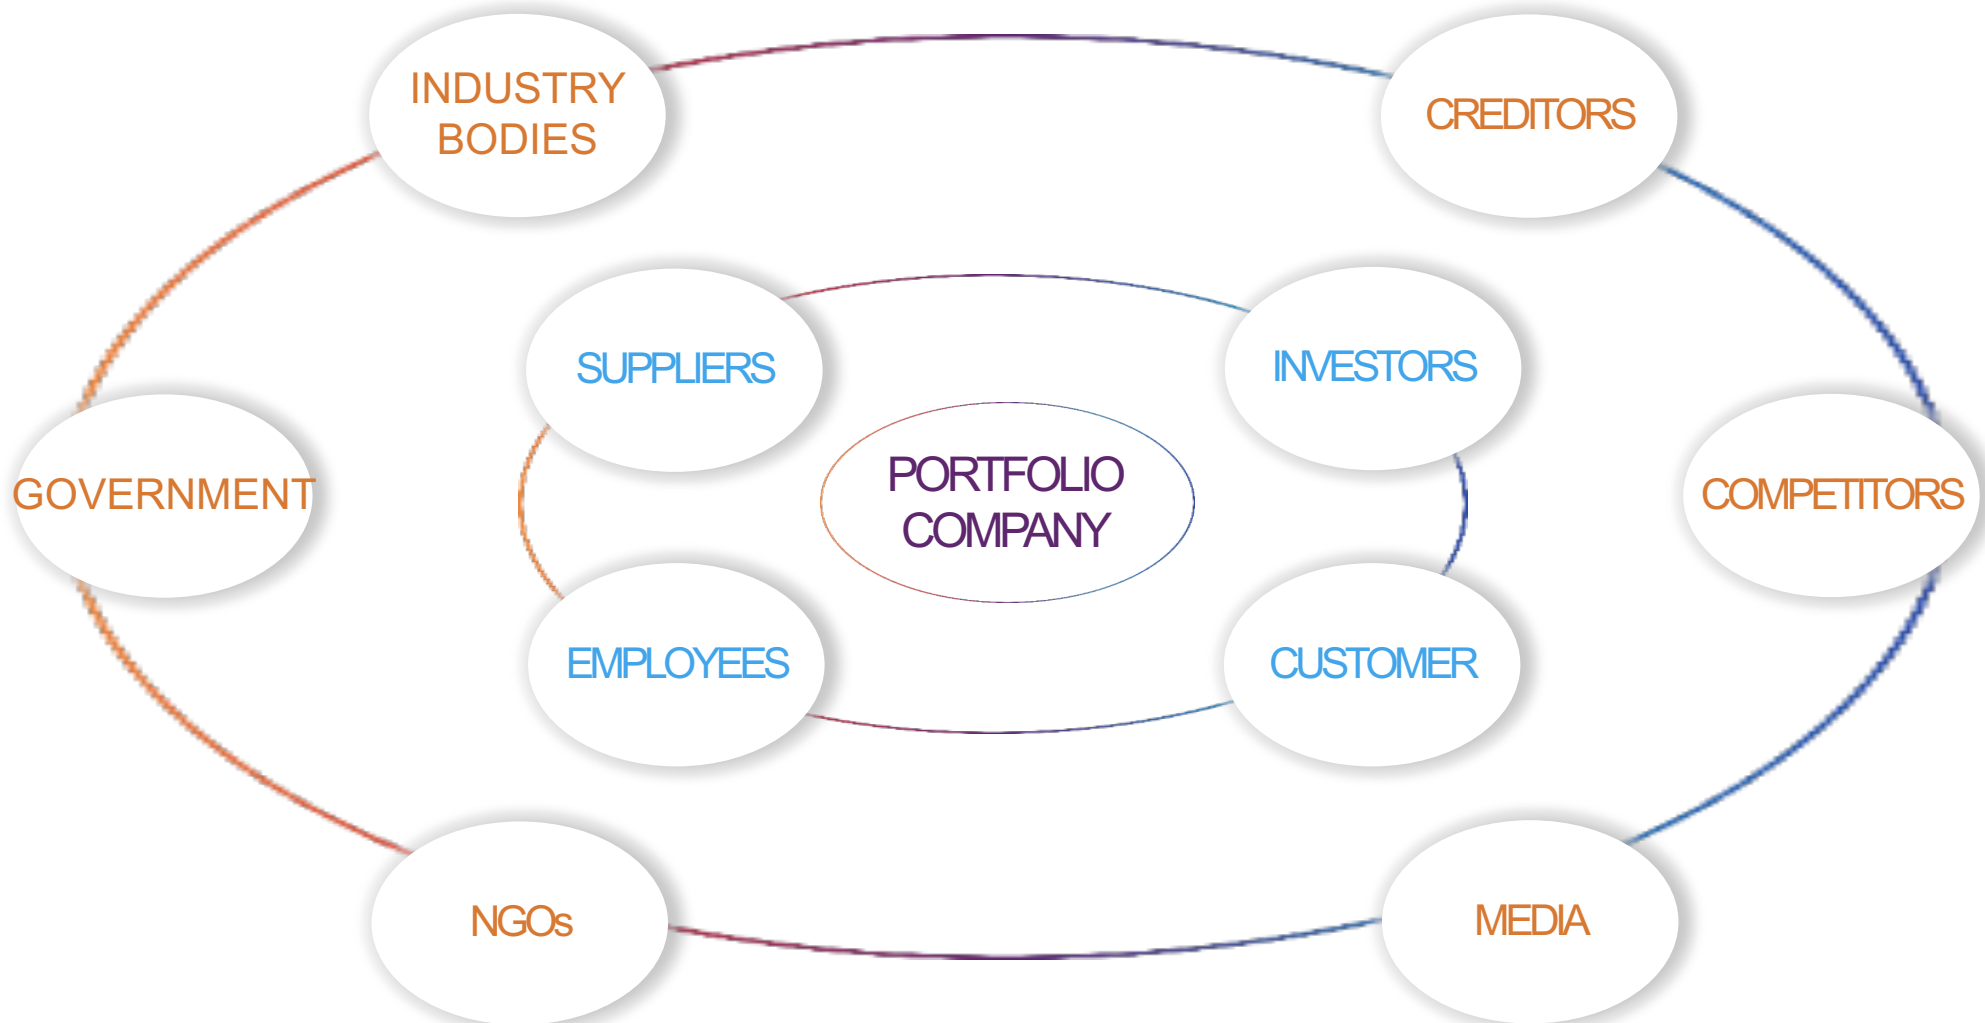 INDUSTRY
BODIES
CREDITORS
SUPPLIERS
INVESTORS
PORTFOLIO
COMPANY
GOVERNMENT
COMPETITORS
EMPLOYEES
CUSTOMER
NGOs
MEDIA